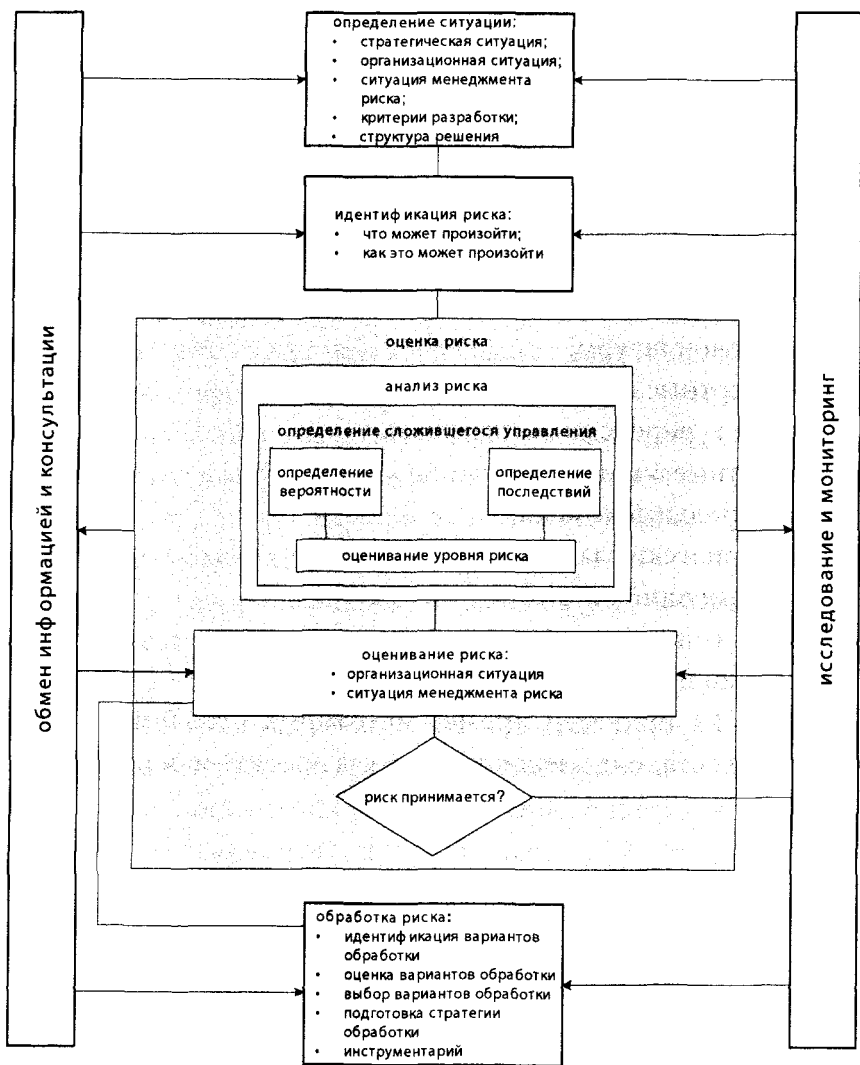 определение ситуации:
• стратегическая ситуация;
• организационная ситуация;
• ситуация менеджмента
риска;
• критерии разработки;
• структура решения
идентификация риска:
• что может произойти;
• как это может произойти
оценка риска
анализ риска
определение сложившегося управления
определение
вероятности
определение
последствий
оценивание уровня риска
оценивание риска:
• организационная ситуация
• ситуация менеджмента риска
риск принимается?
обработка риска:
• идентификация вариантов
обработки
• оценка вариантов обработки
• выбор вариантов обработки
• подготовка стратегии
обработки
• инструментарий
обмен информацией и консультации
исследование и мониторинг